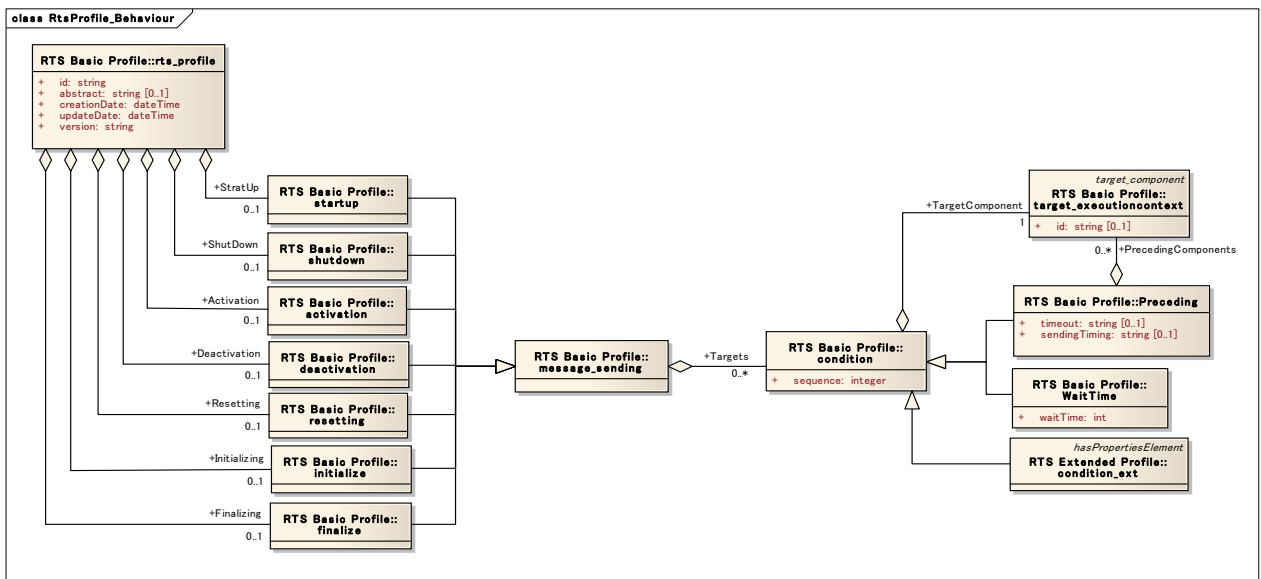 class RtsProfile_Behaviour
RTS Basic Profile::rts_profile
+ id: string
+ abstract: string [0..1]
+ creationDate: dateTime
+ updateDate: dateTime
+ version: string
+StratUp
0..1
RTS Basic Profile::
startup
+ShutDown
0..1
RTS Basic Profile::
shutdown
+Activation
0..1
RTS Basic Profile::
activation
+Deactivation
0..1
RTS Basic Profile::
deactivation
+Resetting
0..1
RTS Basic Profile::
resetting
+Initializing
0..1
RTS Basic Profile::
initialize
+Finalizing
0..1
RTS Basic Profile::
finalize
RTS Basic Profile::
message_sending
+Targets
0..*
RTS Basic Profile::
condition
+ sequence: integer
+TargetComponent
1
target_component
RTS Basic Profile::
target_executioncontext
+ id: string [0..1]
0..* +PrecedingComponents
RTS Basic Profile::Preceding
+ timeout: string [0..1]
+ sendingTiming: string [0..1]
RTS Basic Profile::
WaitTime
+ waitTime: int
hasPropertiesElement
RTS Extended Profile::
condition_ext